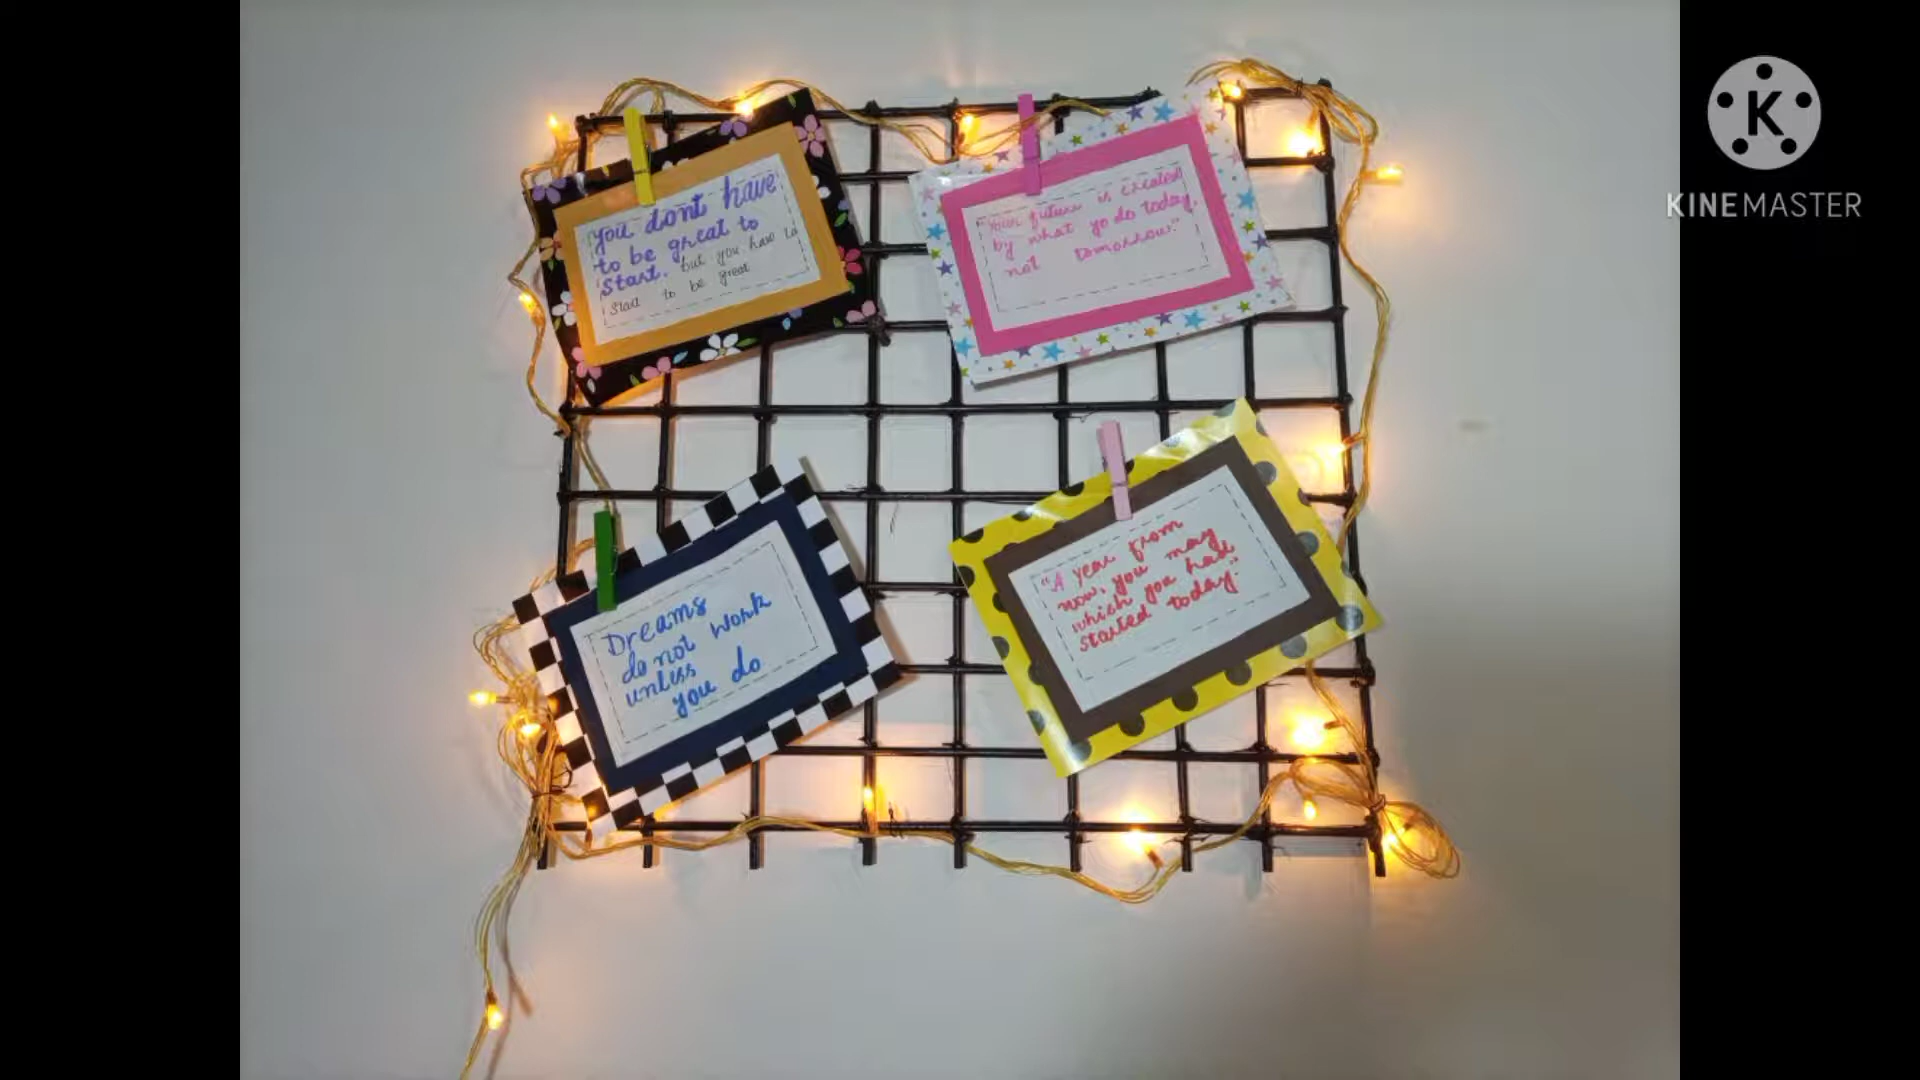 you dont have
to be great to
start. but you have to
start to be great
"Your future is created
by what yo do today,
not tomorrow."
Dreams
do not work
unless
you do
"A year from
now, you may
which you had
started today."
KINEMASTER